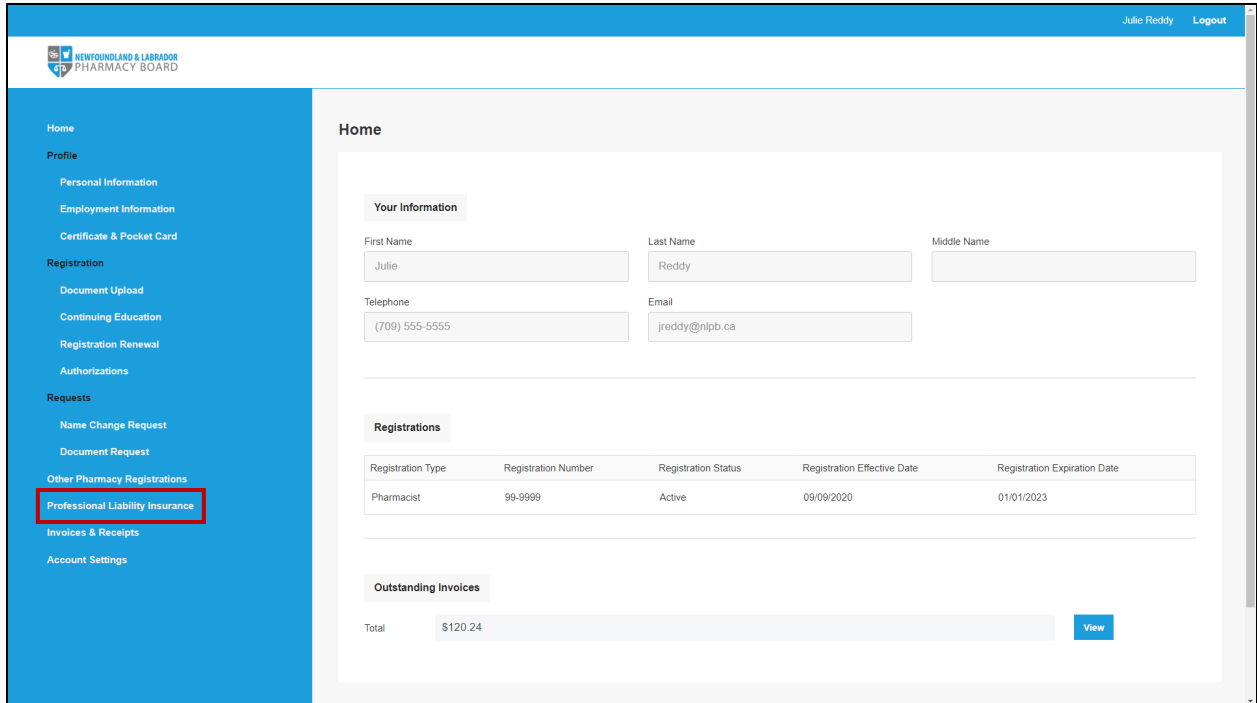 Julie Reddy Logout
NEWFOUNDLAND & LABRADOR
PHARMACY BOARD
Home
Profile
Personal Information
Employment Information
Certificate & Pocket Card
Registration
Document Upload
Continuing Education
Registration Renewal
Authorizations
Requests
Name Change Request
Document Request
Other Pharmacy Registrations
Professional Liability Insurance
Invoices & Receipts
Account Settings
Home
Your Information
First Name Last Name Middle Name
Julie Reddy
Telephone Email
(709) 555-5555 jreddy@nlpb.ca
Registrations
Registration Type Registration Number Registration Status Registration Effective Date Registration Expiration Date
Pharmacist 99-9999 Active 09/09/2020 01/01/2023
Outstanding Invoices
Total $120.24 View